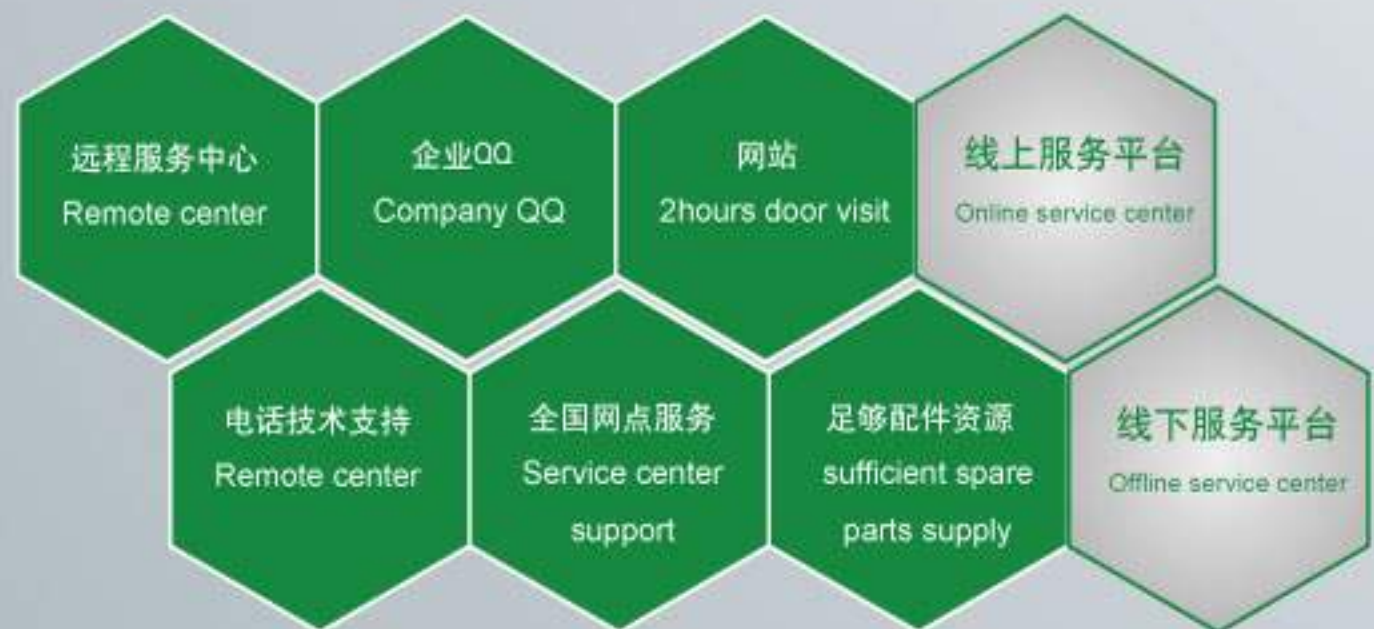 远程服务中心
Remote center
企业QQ
Company QQ
网站
2hours door visit
线上服务平台
Online service center
电话技术支持
Remote center
全国网点服务
Service center
support
足够配件资源
sufficient spare
parts supply
线下服务平台
Offline service center